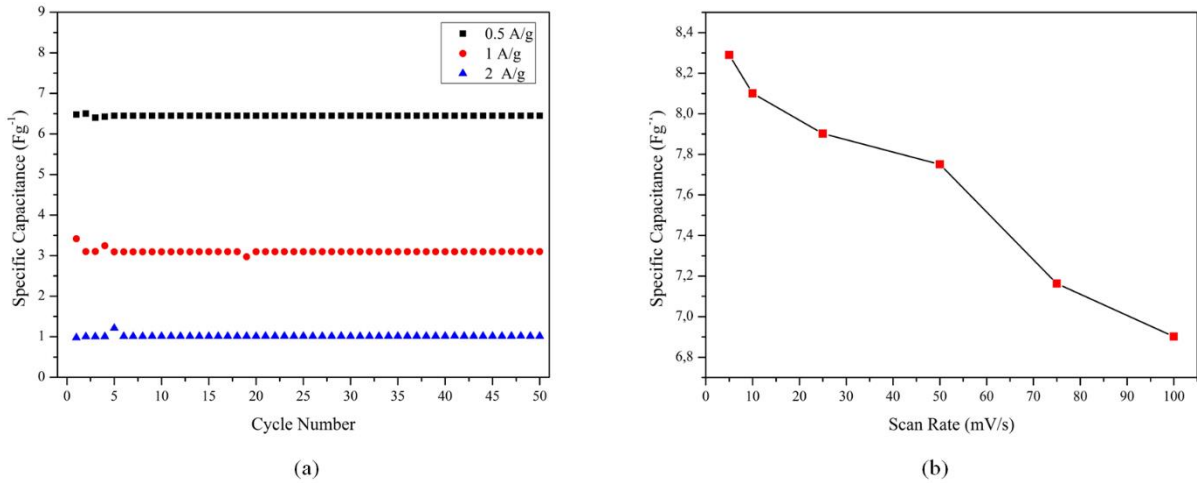 9
8
7
6
5
4
3
2
1
0
0 5 10 15 20 25 30 35 40 45 50
Specific Capacitance (Fg-1)
Cycle Number
0.5 A/g
1 A/g
2 A/g
(a)
8,4
8,2
8,0
7,8
7,6
7,4
7,2
7,0
6,8
0 10 20 30 40 50 60 70 80 90 100
Specific Capacitance (Fg
Scan Rate (mV/s)
(b)